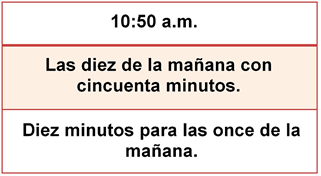 10:50 a.m.
Las diez de la mañana con
cincuenta minutos.
Diez minutos para las once de la
mañana.